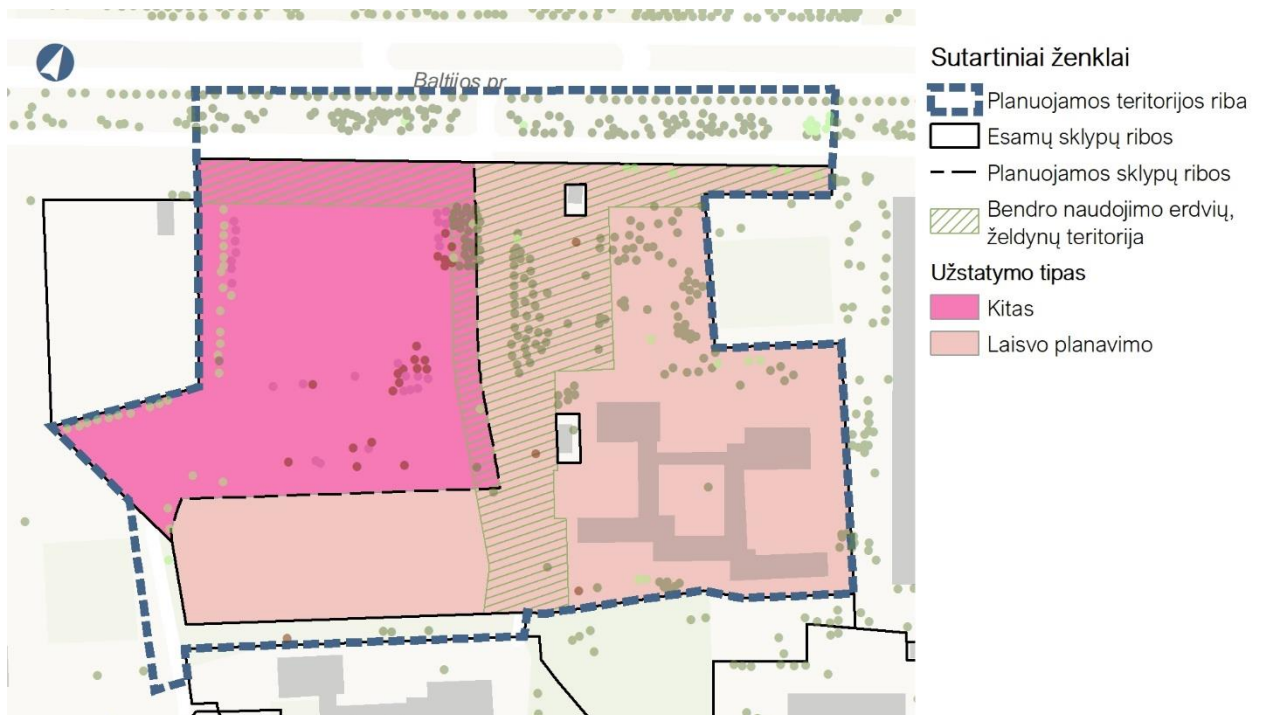 Baltijos pr.
Sutartiniai ženklai
Planuojamos teritorijos riba
Esamų sklypų ribos
Planuojamos sklypų ribos
Bendro naudojimo erdvių,
želdynų teritorija
Užstatymo tipas
Kitas
Laisvo planavimo